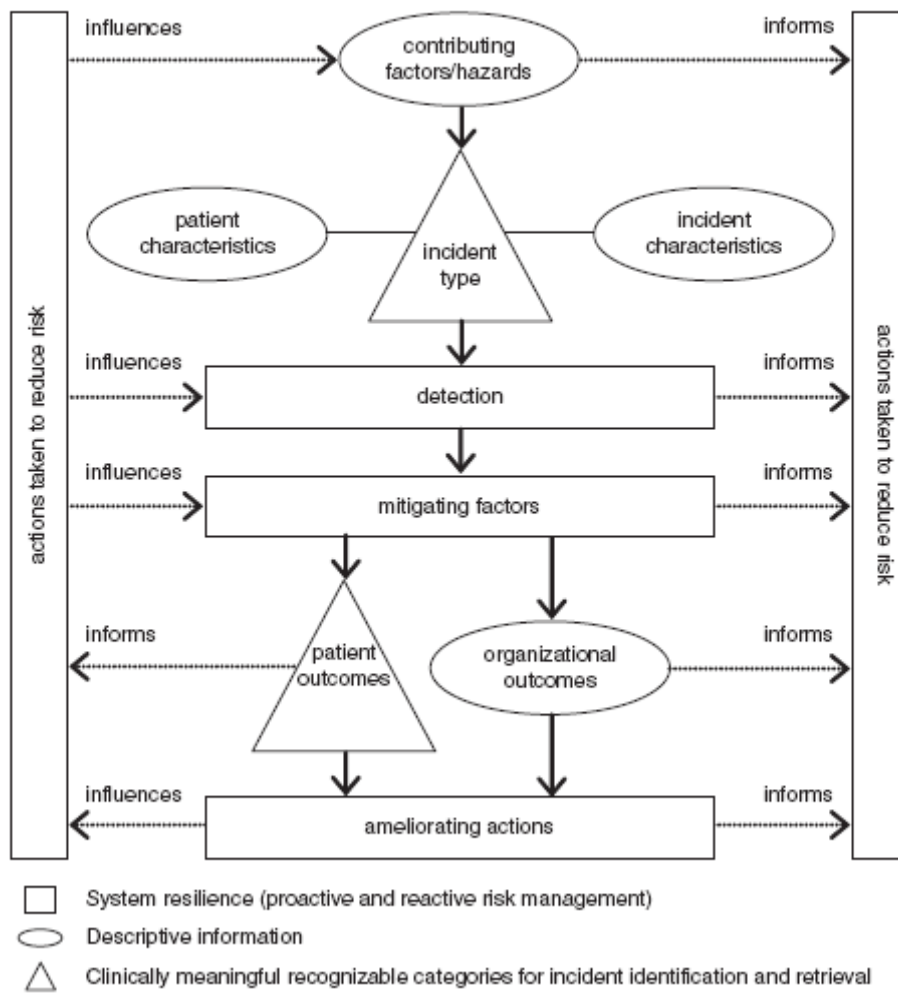 influences
contributing
factors/hazards
informs
patient
characteristics
incident
type
incident
characteristics
actions taken to reduce risk
influences
detection
informs
actions taken to reduce risk
influences
mitigating factors
informs
informs
patient
outcomes
organizational
outcomes
informs
influences
ameliorating actions
informs
System resilience (proactive and reactive risk management)
Descriptive information
Clinically meaningful recognizable categories for incident identification and retrieval